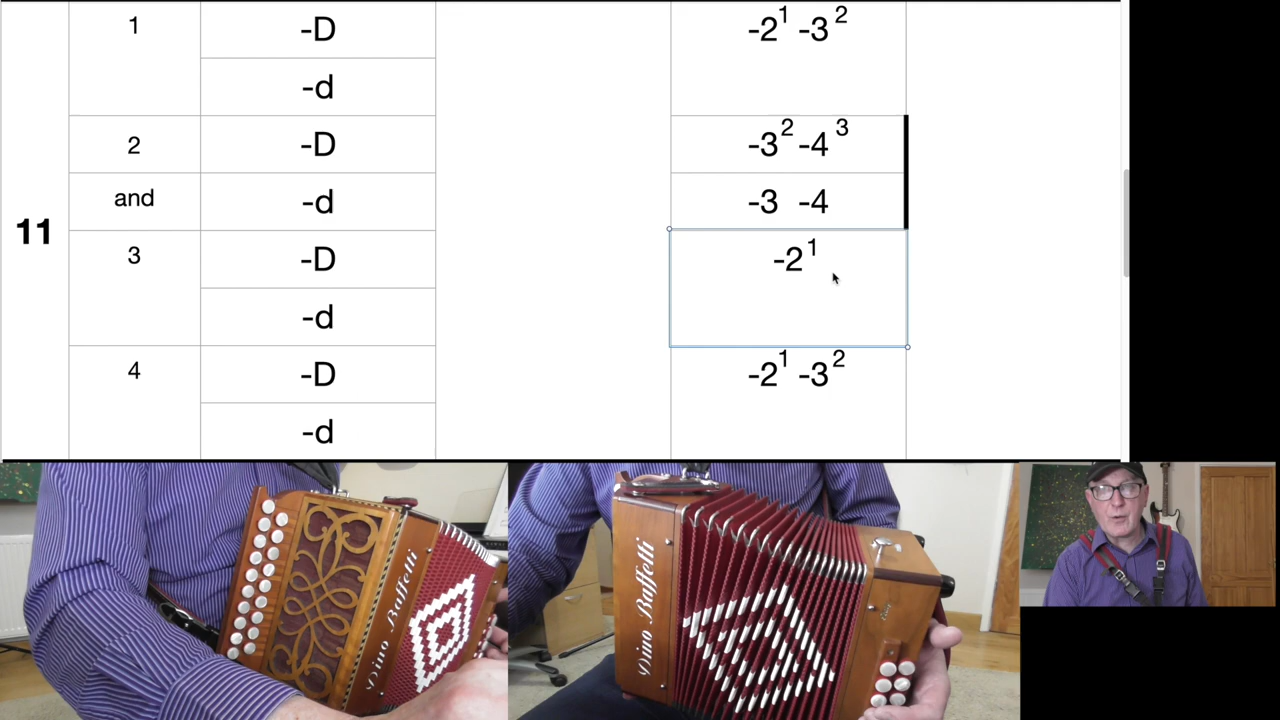 1 -D -2¹ -3²
-d
2 -D -3² -4³
and -d -3 -4
11
3 -D -2¹
-d
4 -D -2¹ -3²
-d
Dino Baffetti
Dino Baffetti